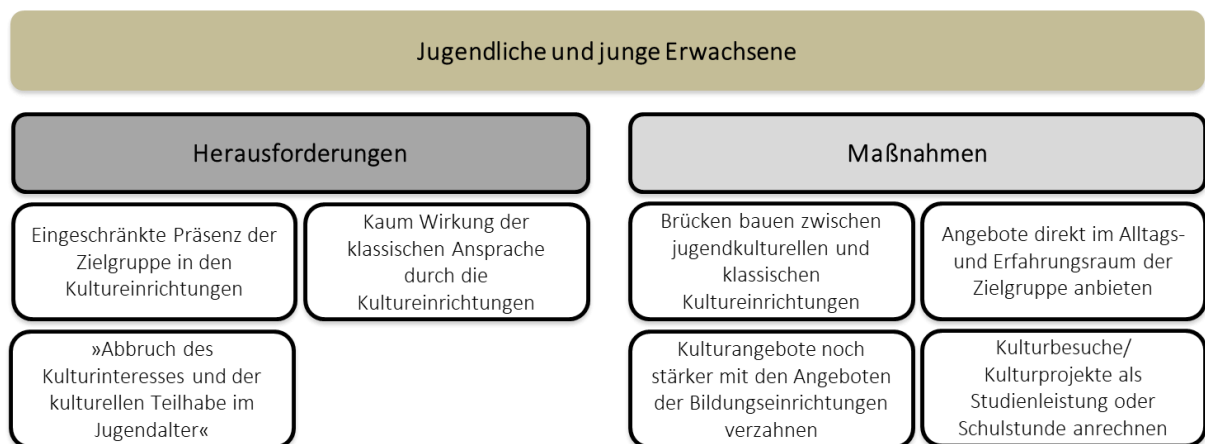 Jugendliche und junge Erwachsene
Herausforderungen
Eingeschränkte Präsenz der
Zielgruppe in den
Kultureinrichtungen
Kaum Wirkung der
klassischen Ansprache
durch die
Kultureinrichtungen
»Abbruch des
Kulturinteresses und der
kulturellen Teilhabe im
Jugendalter«
Maßnahmen
Brücken bauen zwischen
jugendkulturellen und
klassischen
Kultureinrichtungen
Angebote direkt im Alltags-
und Erfahrungsraum der
Zielgruppe anbieten
Kulturangebote noch
stärker mit den Angeboten
der Bildungseinrichtungen
verzahnen
Kulturbesuche/
Kulturprojekte als
Studienleistung oder
Schulstunde anrechnen